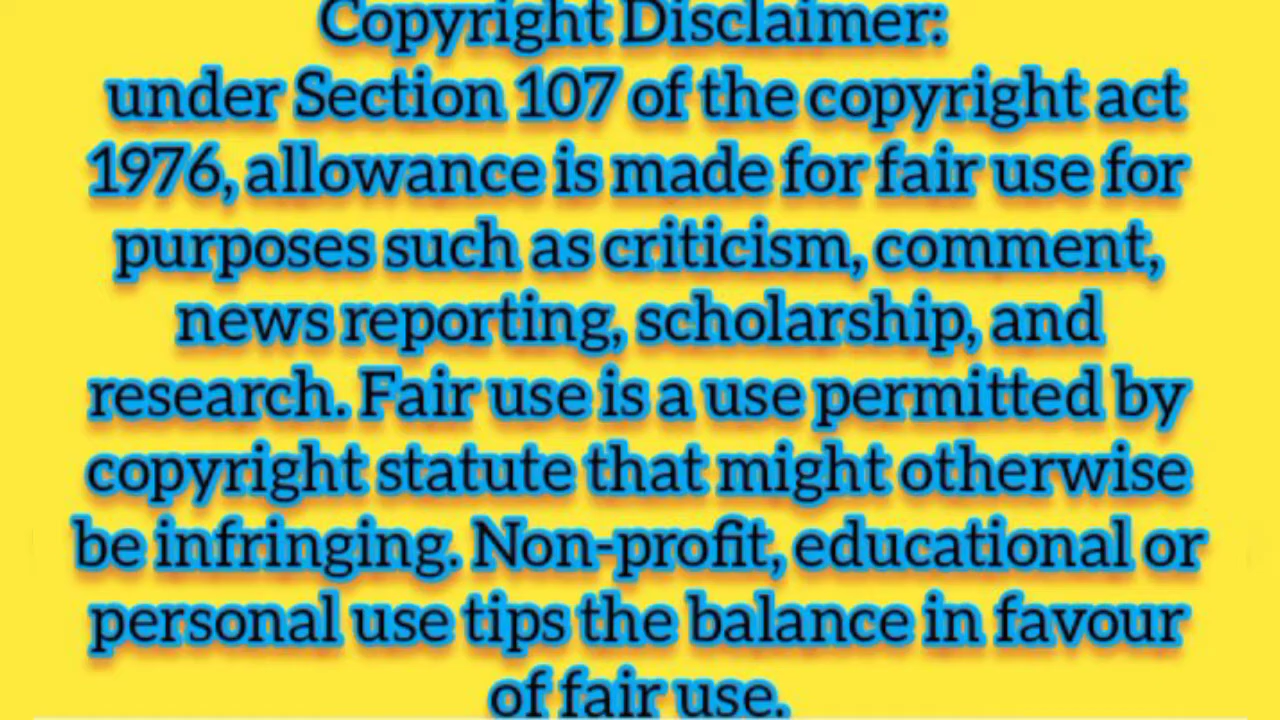 Copyright Disclaimer:
under Section 107 of the copyright act
1976, allowance is made for fair use for
purposes such as criticism, comment,
news reporting, scholarship, and
research. Fair use is a use permitted by
copyright statute that might otherwise
be infringing. Non-profit, educational or
personal use tips the balance in favour
of fair use.